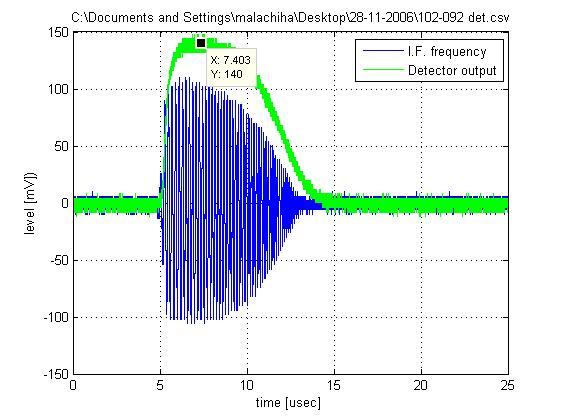 C:\Documents and Settings\malachiha\Desktop\28-11-2006\102-092 det.csv
150
100
50
0
-50
-100
-150
level [mV])
X: 7.403
Y: 140
I.F. frequency
Detector output
0 5 10 15 20 25
time [usec]